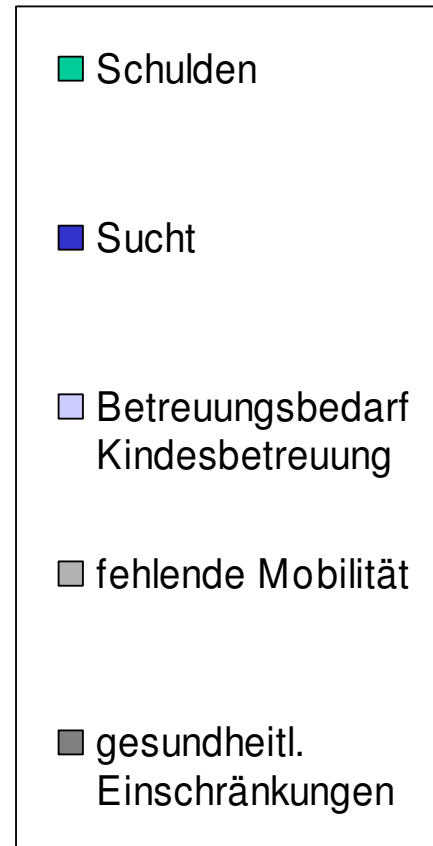 Schulden
Sucht
Betreuungsbedarf
Kindesbetreuung
fehlende Mobilität
gesundheitl.
Einschränkungen